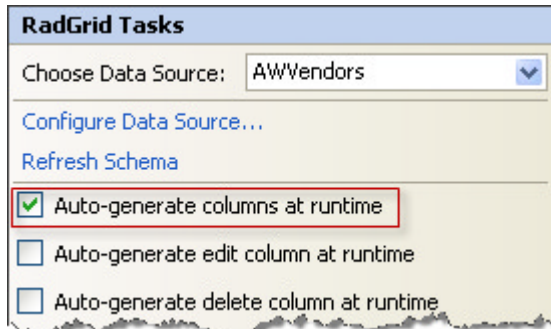 RadGrid Tasks
Choose Data Source: AWVendors
Configure Data Source...
Refresh Schema
Auto-generate columns at runtime
Auto-generate edit column at runtime
Auto-generate delete column at runtime